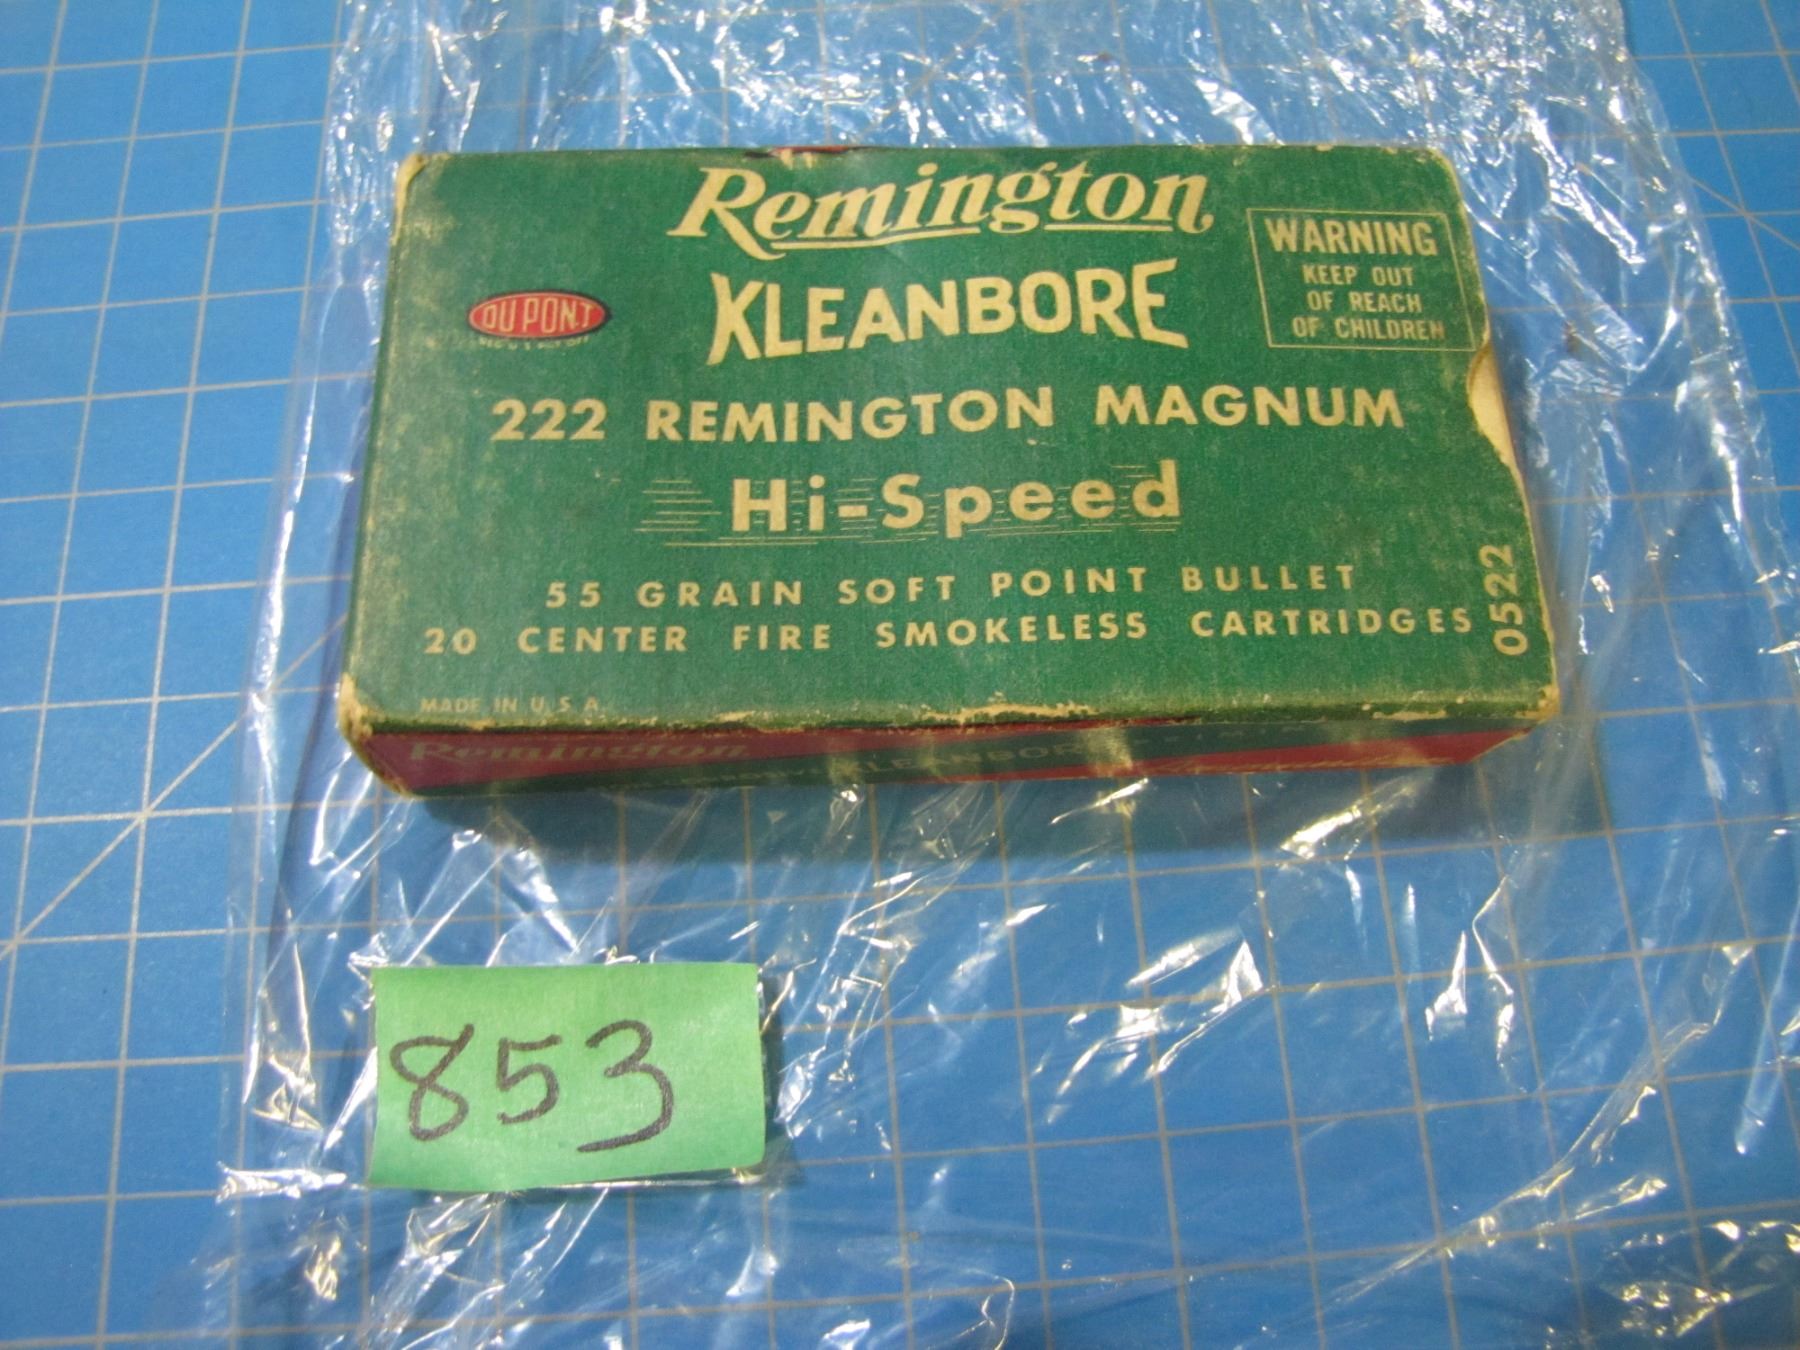 Remington
KLEANBORE
WARNING
KEEP OUT
OF REACH
OF CHILDREN
DU PONT
222 REMINGTON MAGNUM
Hi-Speed
55 GRAIN SOFT POINT BULLET
20 CENTER FIRE SMOKELESS CARTRIDGES
0522
MADE IN U.S.A.
Remington
KLEANBORE
853